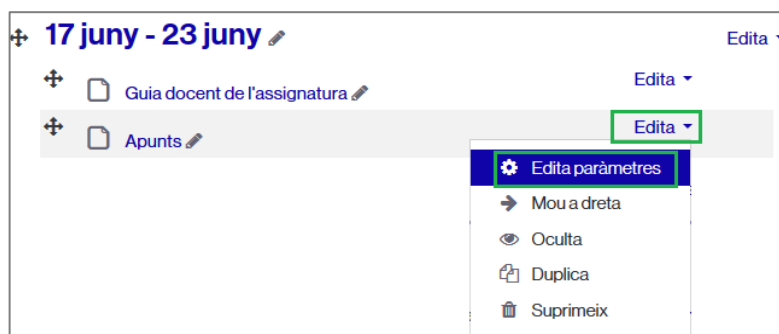 17 juny - 23 juny
Edita
Guia docent de l'assignatura
Edita
Apunts
Edita
Edita paràmetres
Mou a dreta
Oculta
Duplica
Suprimeix